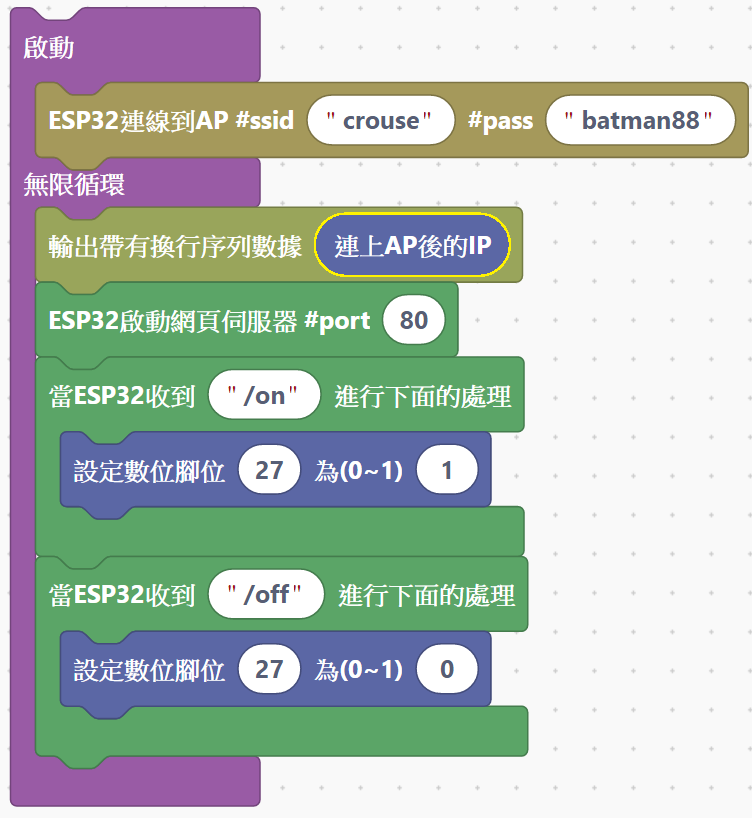 啟動
ESP32連線到AP #ssid "crouse" #pass "batman88"
無限循環
輸出帶有換行序列數據 連上AP後的IP
ESP32啟動網頁伺服器 #port 80
當ESP32收到 "/on" 進行下面的處理
設定數位腳位 27 為(0~1) 1
當ESP32收到 "/off" 進行下面的處理
設定數位腳位 27 為(0~1) 0